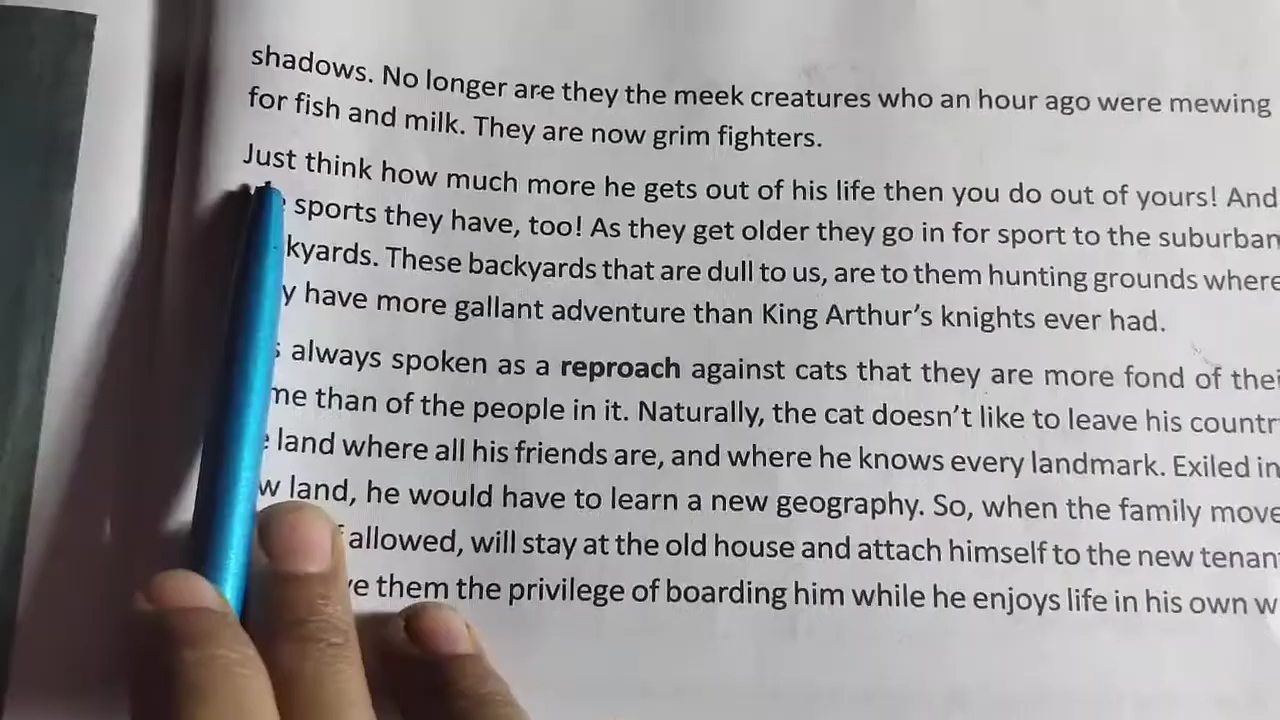 shadows. No longer are they the meek creatures who an hour ago were mewing
for fish and milk. They are now grim fighters.
Just think how much more he gets out of his life then you do out of yours! And
sports they have, too! As they get older they go in for sport to the suburban
kyards. These backyards that are dull to us, are to them hunting grounds where
y have more gallant adventure than King Arthur's knights ever had.
always spoken as a reproach against cats that they are more fond of thei
me than of the people in it. Naturally, the cat doesn't like to leave his countr
land where all his friends are, and where he knows every landmark. Exiled in
w land, he would have to learn a new geography. So, when the family move
allowed, will stay at the old house and attach himself to the new tenan
ve them the privilege of boarding him while he enjoys life in his own w